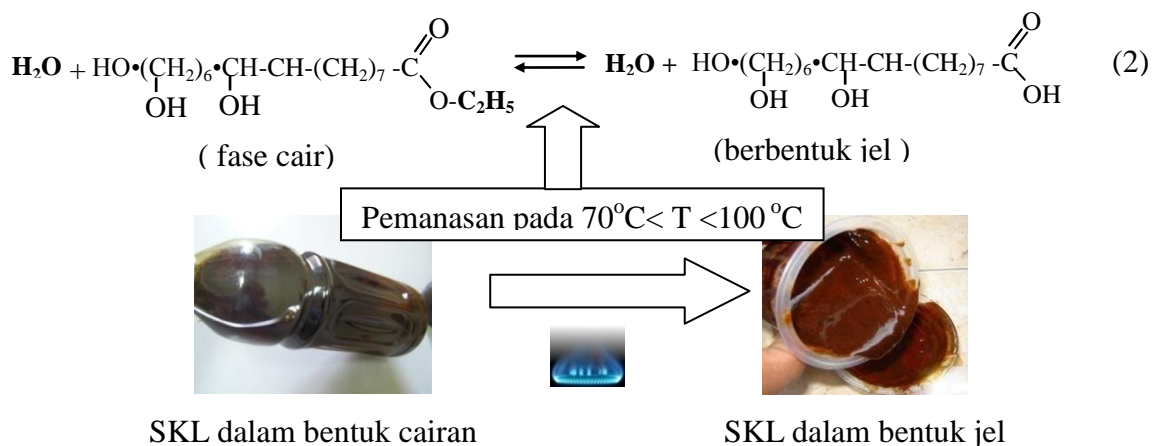 H₂O + HO•(CH₂)₆•CH-CH-(CH₂)₇ -C O ⇌ H₂O + HO•(CH₂)₆•CH-CH-(CH₂)₇ -C O (2)
OH OH O-C₂H₅ OH OH OH
( fase cair) (berbentuk jel )
Pemanasan pada 70°C< T <100 °C
SKL dalam bentuk cairan SKL dalam bentuk jel